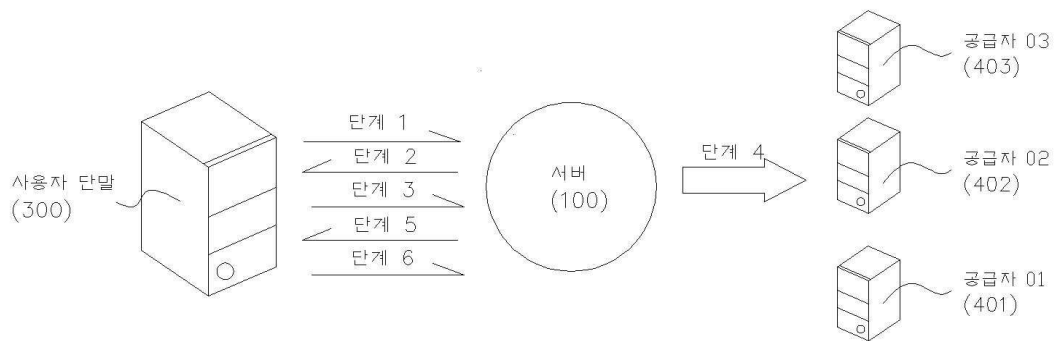 사용자 단말
(300)
단계 1
단계 2
단계 3
단계 5
단계 6
서버
(100)
단계 4
공급자 03
(403)
공급자 02
(402)
공급자 01
(401)